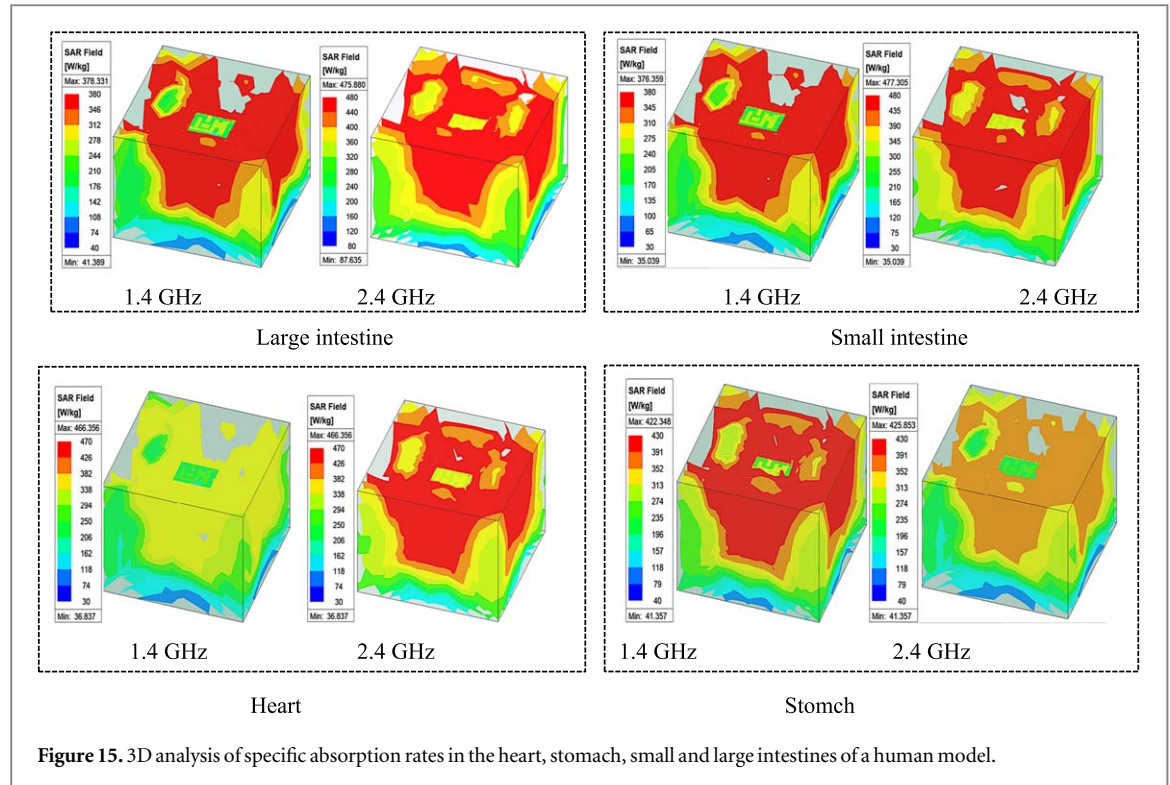 SAR Field
[W/kg]
Max: 378.331
380
346
312
278
244
210
176
142
108
74
40
Min: 41.389
1.4 GHz
SAR Field
[W/kg]
Max: 475.880
480
440
400
360
320
280
240
200
160
120
80
Min: 87.635
2.4 GHz
Large intestine
SAR Field
[W/kg]
Max: 376.359
380
345
310
278
240
205
170
135
100
65
30
Min: 35.039
1.4 GHz
SAR Field
[W/kg]
Max: 477.305
480
435
390
345
300
255
210
165
120
75
30
Min: 35.039
2.4 GHz
Small intestine
SAR Field
[W/kg]
Max: 466.356
470
426
382
338
294
250
206
162
118
74
30
Min: 36.837
1.4 GHz
SAR Field
[W/kg]
Max: 466.356
470
426
382
338
294
250
206
162
118
74
30
Min: 36.837
2.4 GHz
Heart
SAR Field
[W/kg]
Max: 422.348
430
391
352
313
274
235
196
157
118
79
40
Min: 41.357
1.4 GHz
SAR Field
[W/kg]
Max: 425.853
430
391
352
313
274
235
196
157
118
79
40
Min: 41.357
2.4 GHz
Stomch
Figure 15. 3D analysis of specific absorption rates in the heart, stomach, small and large intestines of a human model.